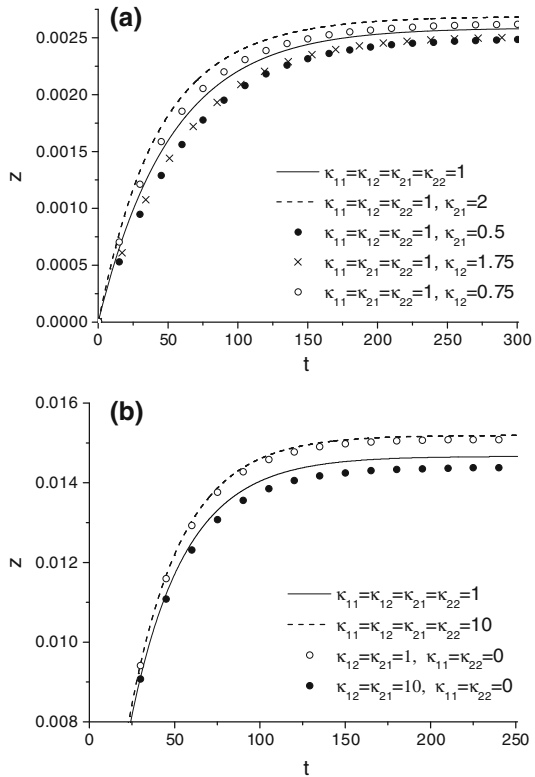 (a)
0.0025
0.0020
0.0015
0.0010
0.0005
0.0000
z
κ₁₁=κ₁₂=κ₂₁=κ₂₂=1
κ₁₁=κ₁₂=κ₂₂=1, κ₂₁=2
κ₁₁=κ₁₂=κ₂₂=1, κ₂₁=0.5
κ₁₁=κ₂₁=κ₂₂=1, κ₁₂=1.75
κ₁₁=κ₂₁=κ₂₂=1, κ₁₂=0.75
0 50 100 150 200 250 300
t
(b)
0.016
0.014
0.012
0.010
0.008
z
κ₁₁=κ₁₂=κ₂₁=κ₂₂=1
κ₁₁=κ₁₂=κ₂₁=κ₂₂=10
κ₁₂=κ₂₁=1, κ₁₁=κ₂₂=0
κ₁₂=κ₂₁=10, κ₁₁=κ₂₂=0
0 50 100 150 200 250
t